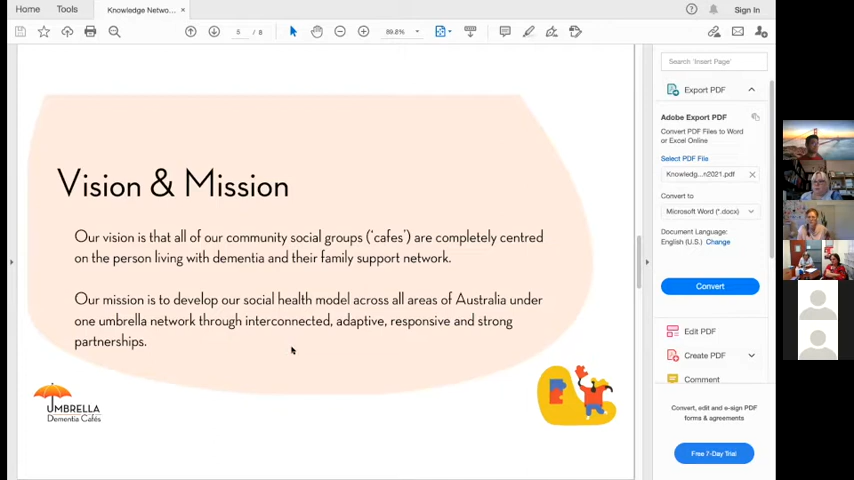 Home
Tools
Knowledge Netwo...
Sign In
5 / 8
89.8%
Search 'Insert Page'
Export PDF
Adobe Export PDF
Convert PDF Files to Word
or Excel Online
Select PDF File
Knowledg...n2021.pdf
Convert to
Microsoft Word (*.docx)
Document Language:
English (U.S.) Change
Convert
Edit PDF
Create PDF
Comment
Convert, edit and e-sign PDF
forms & agreements
Free 7-Day Trial
Vision & Mission
Our vision is that all of our community social groups ('cafes') are completely centred
on the person living with dementia and their family support network.
Our mission is to develop our social health model across all areas of Australia under
one umbrella network through interconnected, adaptive, responsive and strong
partnerships.
UMBRELLA
Dementia Cafés